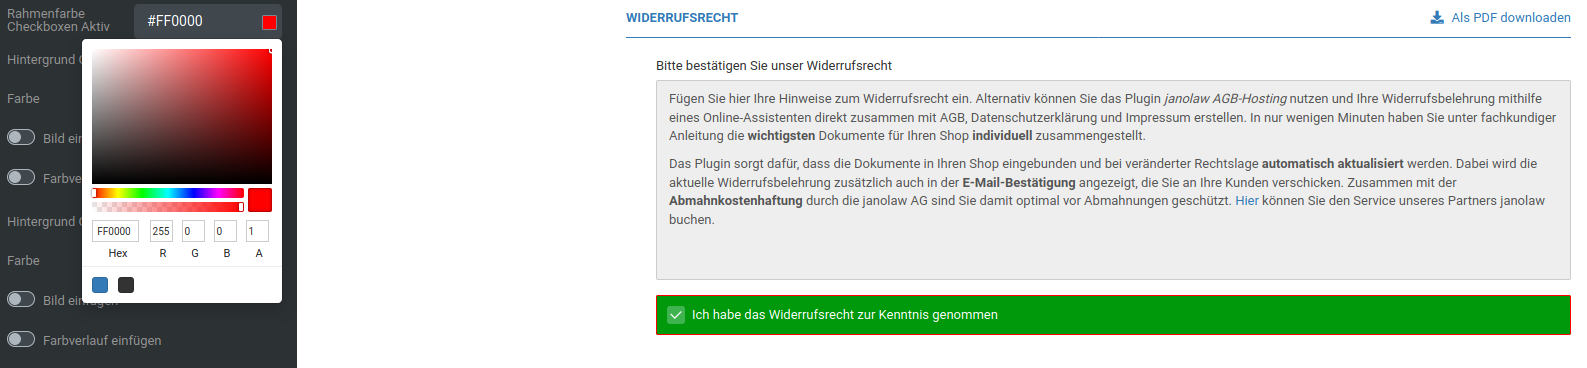 Rahmenfarbe
Checkboxen Aktiv
#FF0000
Hintergrund
Farbe
Bild
FF0000 255 0 0 1
Hex R G B A
Hintergrund
Farbe
Bild einfügen
Farbverlauf einfügen
WIDERRUFSRECHT
Als PDF downloaden
Bitte bestätigen Sie unser Widerrufsrecht
Fügen Sie hier Ihre Hinweise zum Widerrufsrecht ein. Alternativ können Sie das Plugin janolaw AGB-Hosting nutzen und Ihre Widerrufsbelehrung mithilfe
eines Online-Assistenten direkt zusammen mit AGB, Datenschutzerklärung und Impressum erstellen. In nur wenigen Minuten haben Sie unter fachkundiger
Anleitung die wichtigsten Dokumente für Ihren Shop individuell zusammengestellt.
Das Plugin sorgt dafür, dass die Dokumente in Ihren Shop eingebunden und bei veränderter Rechtslage automatisch aktualisiert werden. Dabei wird die
aktuelle Widerrufsbelehrung zusätzlich auch in der E-Mail-Bestätigung angezeigt, die Sie an Ihre Kunden verschicken. Zusammen mit der
Abmahnkostenhaftung durch die janolaw AG sind Sie damit optimal vor Abmahnungen geschützt. Hier können Sie den Service unseres Partners janolaw
buchen.
Ich habe das Widerrufsrecht zur Kenntnis genommen